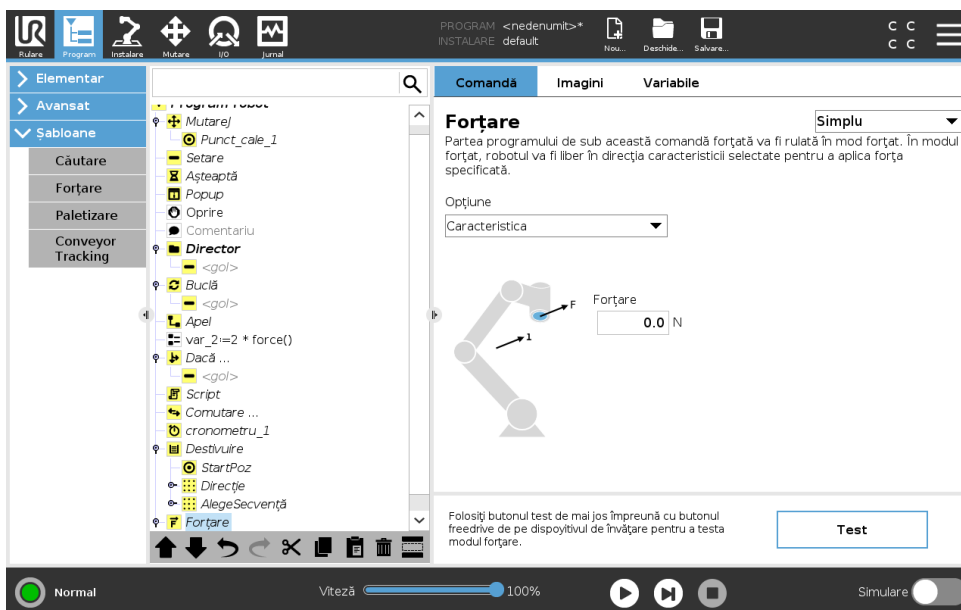 PROGRAM <nedenumit>*
INSTALARE default
Rulare
Program
Instalare
Mutare
I/O
Jurnal
Nou...
Deschide...
Salvare...
C C
C C
Elementar
Avansat
Șabloane
Căutare
Forțare
Paletizare
Conveyor
Tracking
Program robot
MutareJ
Punct_cale_1
Setare
Așteaptă
Popup
Oprire
Comentariu
Director
<gol>
Buclă
<gol>
Apel
var_2≔2 * force()
Dacă ...
<gol>
Script
Comutare ...
cronometru_1
Destivuire
StartPoz
Direcție
AlegeSecvență
Forțare
Comandă
Imagini
Variabile
Forțare
Simplu
Partea programului de sub această comandă forțată va fi rulată în mod forțat. În modul
forțat, robotul va fi liber în direcția caracteristicii selectate pentru a aplica forța
specificată.
Opțiune
Caracteristica
F
1
Forțare
0.0 N
Folosiți butonul test de mai jos împreună cu butonul
freedrive de pe dispoyitivul de învățare pentru a testa
modul forțare.
Test
Normal
Viteză
100%
Simulare